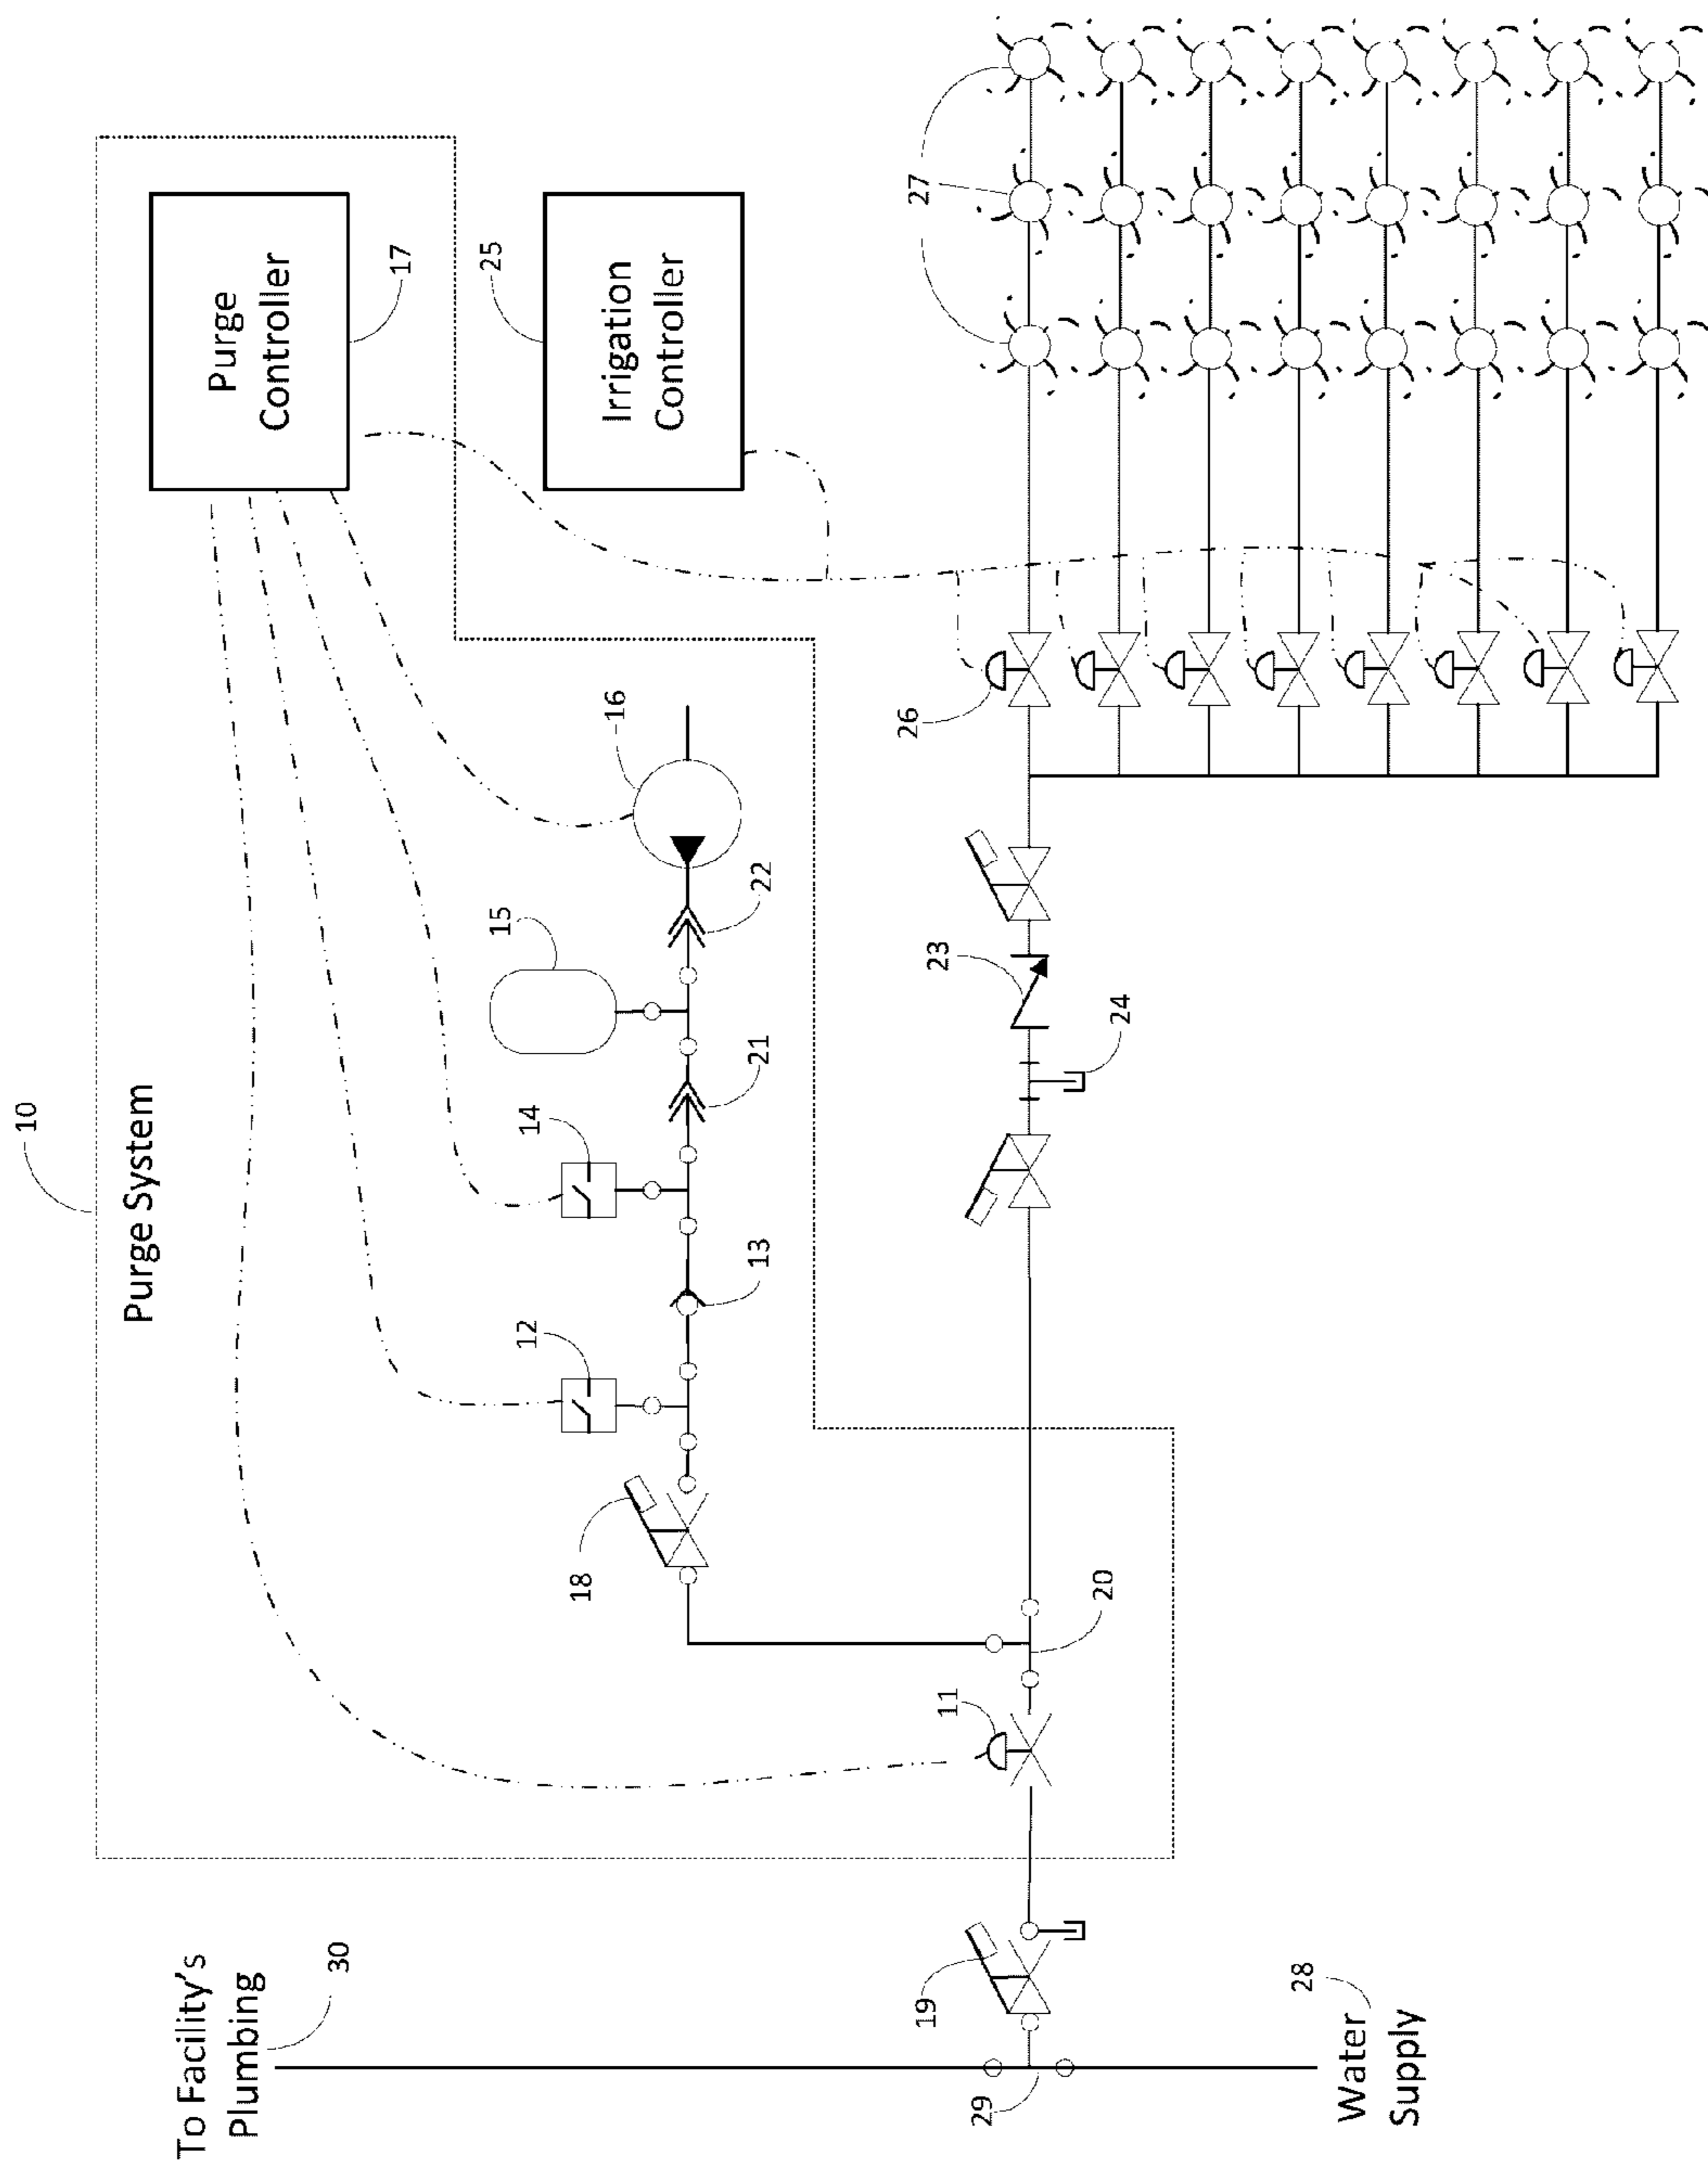 10
Purge System
Purge
Controller
17
Irrigation
Controller
25
16
22
15
21
14
13
12
18
11
20
19
29
To Facility's
Plumbing
30
Water
Supply
28
23
24
26
27